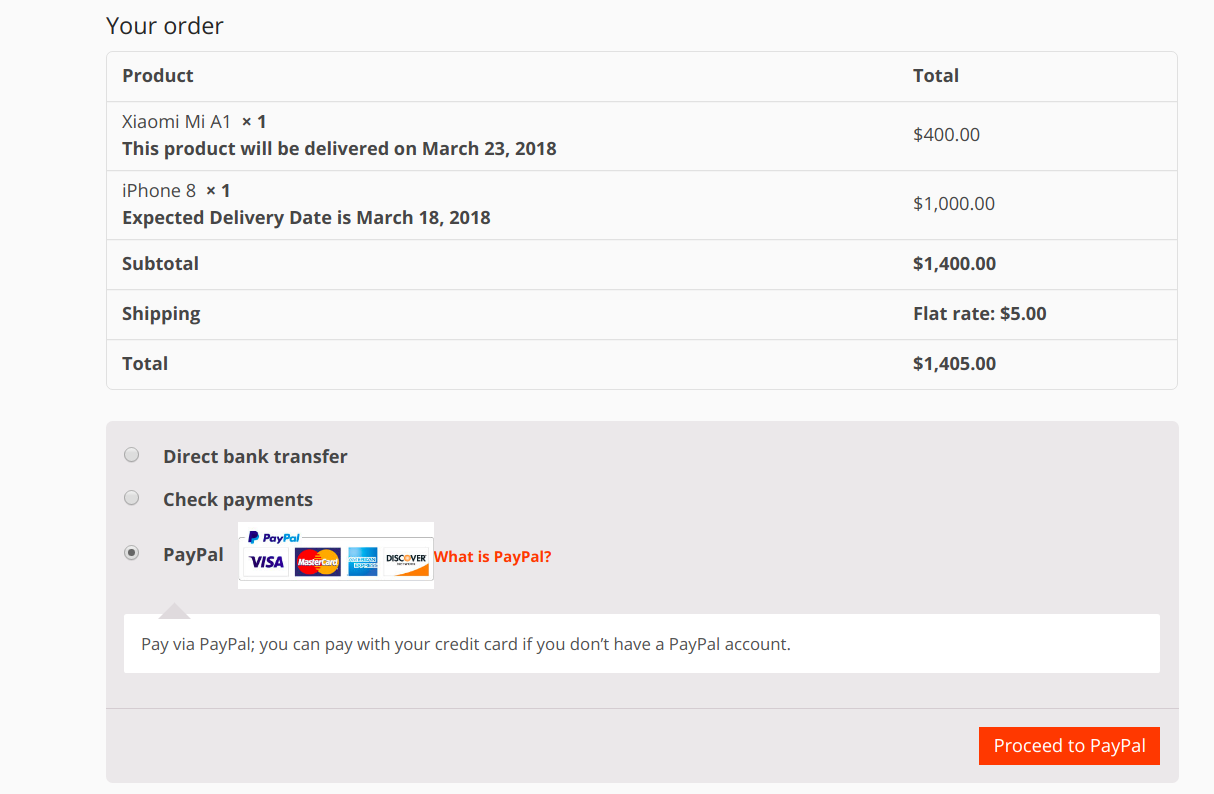 Your order
Product Total
Xiaomi Mi A1 × 1
This product will be delivered on March 23, 2018
$400.00
iPhone 8 × 1
Expected Delivery Date is March 18, 2018
$1,000.00
Subtotal $1,400.00
Shipping Flat rate: $5.00
Total $1,405.00
Direct bank transfer
Check payments
PayPal
PayPal
VISA MasterCard AMERICAN EXPRESS DISCOVER
What is PayPal?
Pay via PayPal; you can pay with your credit card if you don’t have a PayPal account.
Proceed to PayPal